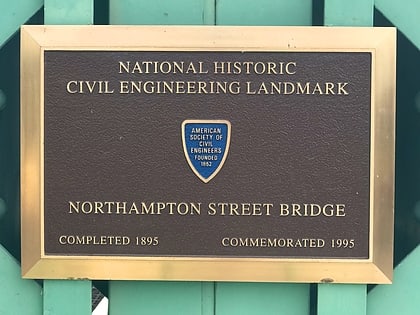 NATIONAL HISTORIC
CIVIL ENGINEERING LANDMARK
AMERICAN
SOCIETY OF
CIVIL
ENGINEERS
FOUNDED
1852
NORTHAMPTON STREET BRIDGE
COMPLETED 1895 COMMEMORATED 1995